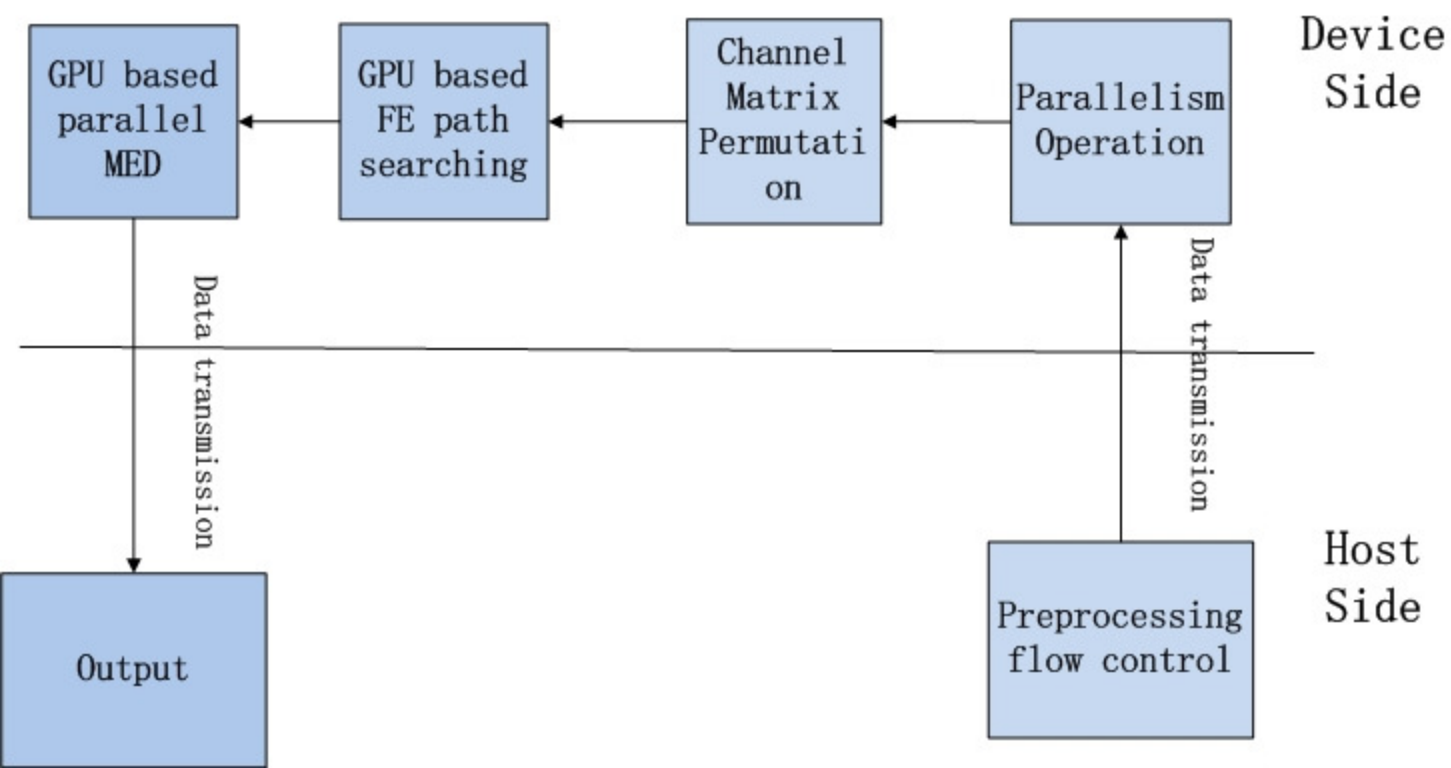 GPU based
parallel
MED
GPU based
FE path
searching
Channel
Matrix
Permutati
on
Parallelism
Operation
Device
Side
Data transmission
Data transmission
Output
Preprocessing
flow control
Host
Side